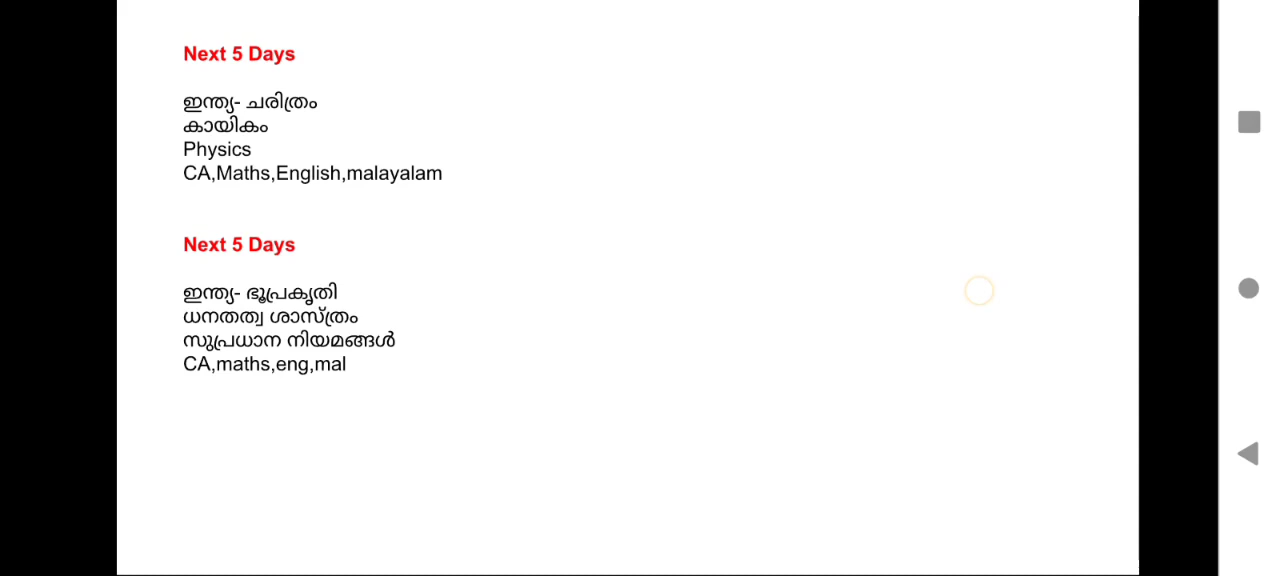 Next 5 Days
ഇന്ത്യ- ചരിത്രം
കായികം
Physics
CA,Maths,English,malayalam
Next 5 Days
ഇന്ത്യ- ഭൂപ്രകൃതി
ധനതത്വ ശാസ്ത്രം
സുപ്രധാന നിയമങ്ങൾ
CA,maths,eng,mal